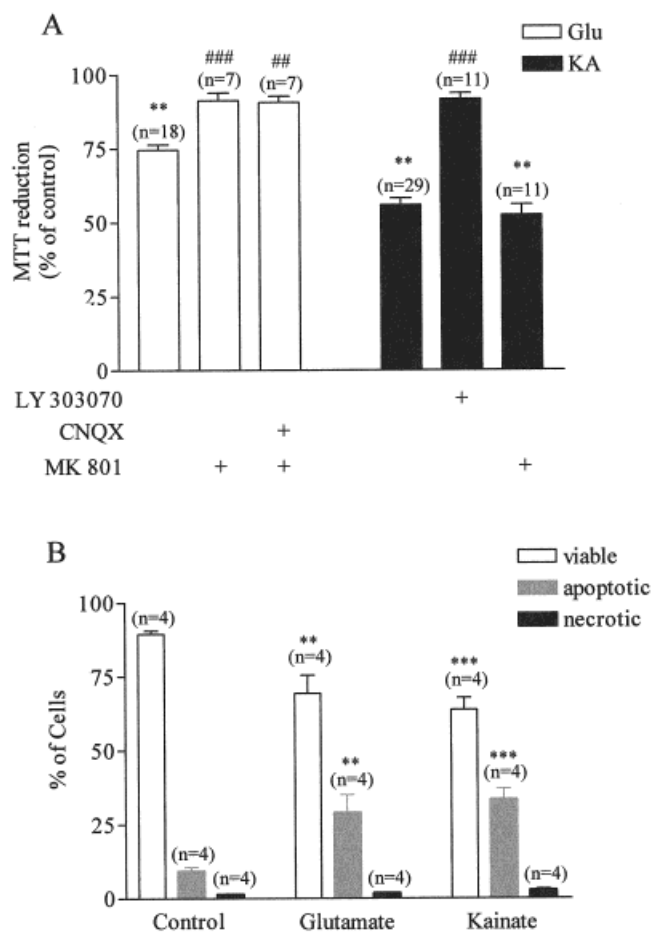 A
Glu
KA
###
##
###
(n=7)
(n=7)
(n=11)
**
(n=18)
**
(n=29)
**
(n=11)
MTT reduction
(% of control)
100
75
50
25
0
LY 303070
+
CNQX
+
MK 801
+
+
+
B
viable
apoptotic
necrotic
% of Cells
100
75
50
25
0
(n=4)
(n=4)
(n=4)
**
(n=4)
**
(n=4)
(n=4)
***
(n=4)
***
(n=4)
(n=4)
Control
Glutamate
Kainate